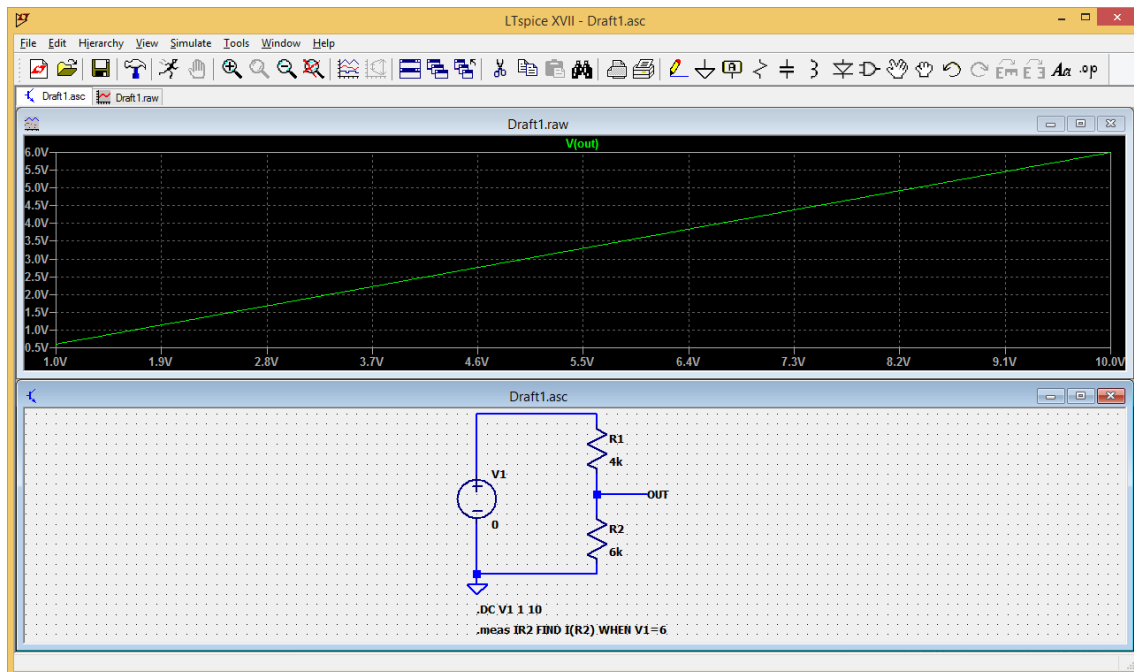 LTspice XVII - Draft1.asc
File Edit Hierarchy View Simulate Tools Window Help
Aa .op
Draft1.asc Draft1.raw
Draft1.raw
V(out)
6.0V
5.5V
5.0V
4.5V
4.0V
3.5V
3.0V
2.5V
2.0V
1.5V
1.0V
0.5V
1.0V 1.9V 2.8V 3.7V 4.6V 5.5V 6.4V 7.3V 8.2V 9.1V 10.0V
Draft1.asc
R1
4k
V1
OUT
0
R2
6k
.DC V1 1 10
.meas IR2 FIND I(R2) WHEN V1=6